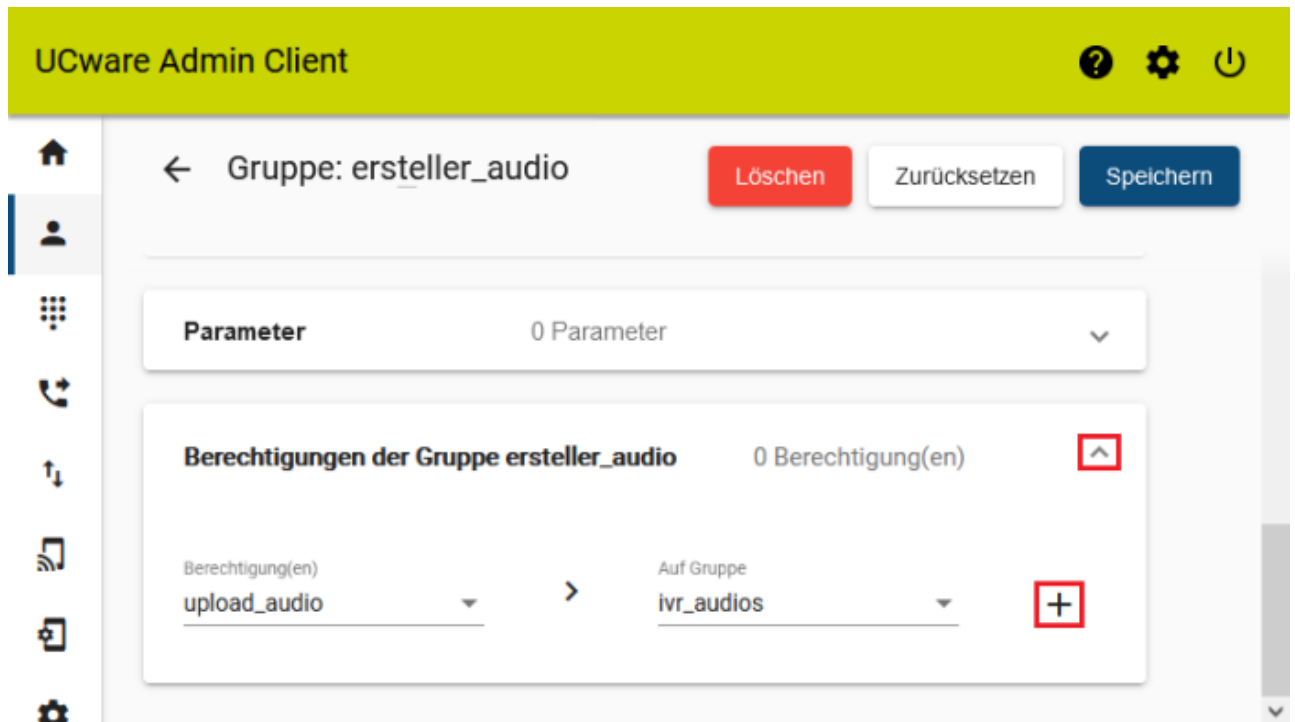 UCware Admin Client
Gruppe: ersteller_audio
Löschen
Zurücksetzen
Speichern
Parameter 0 Parameter
Berechtigungen der Gruppe ersteller_audio 0 Berechtigung(en)
Berechtigung(en) Auf Gruppe
upload_audio ivr_audios